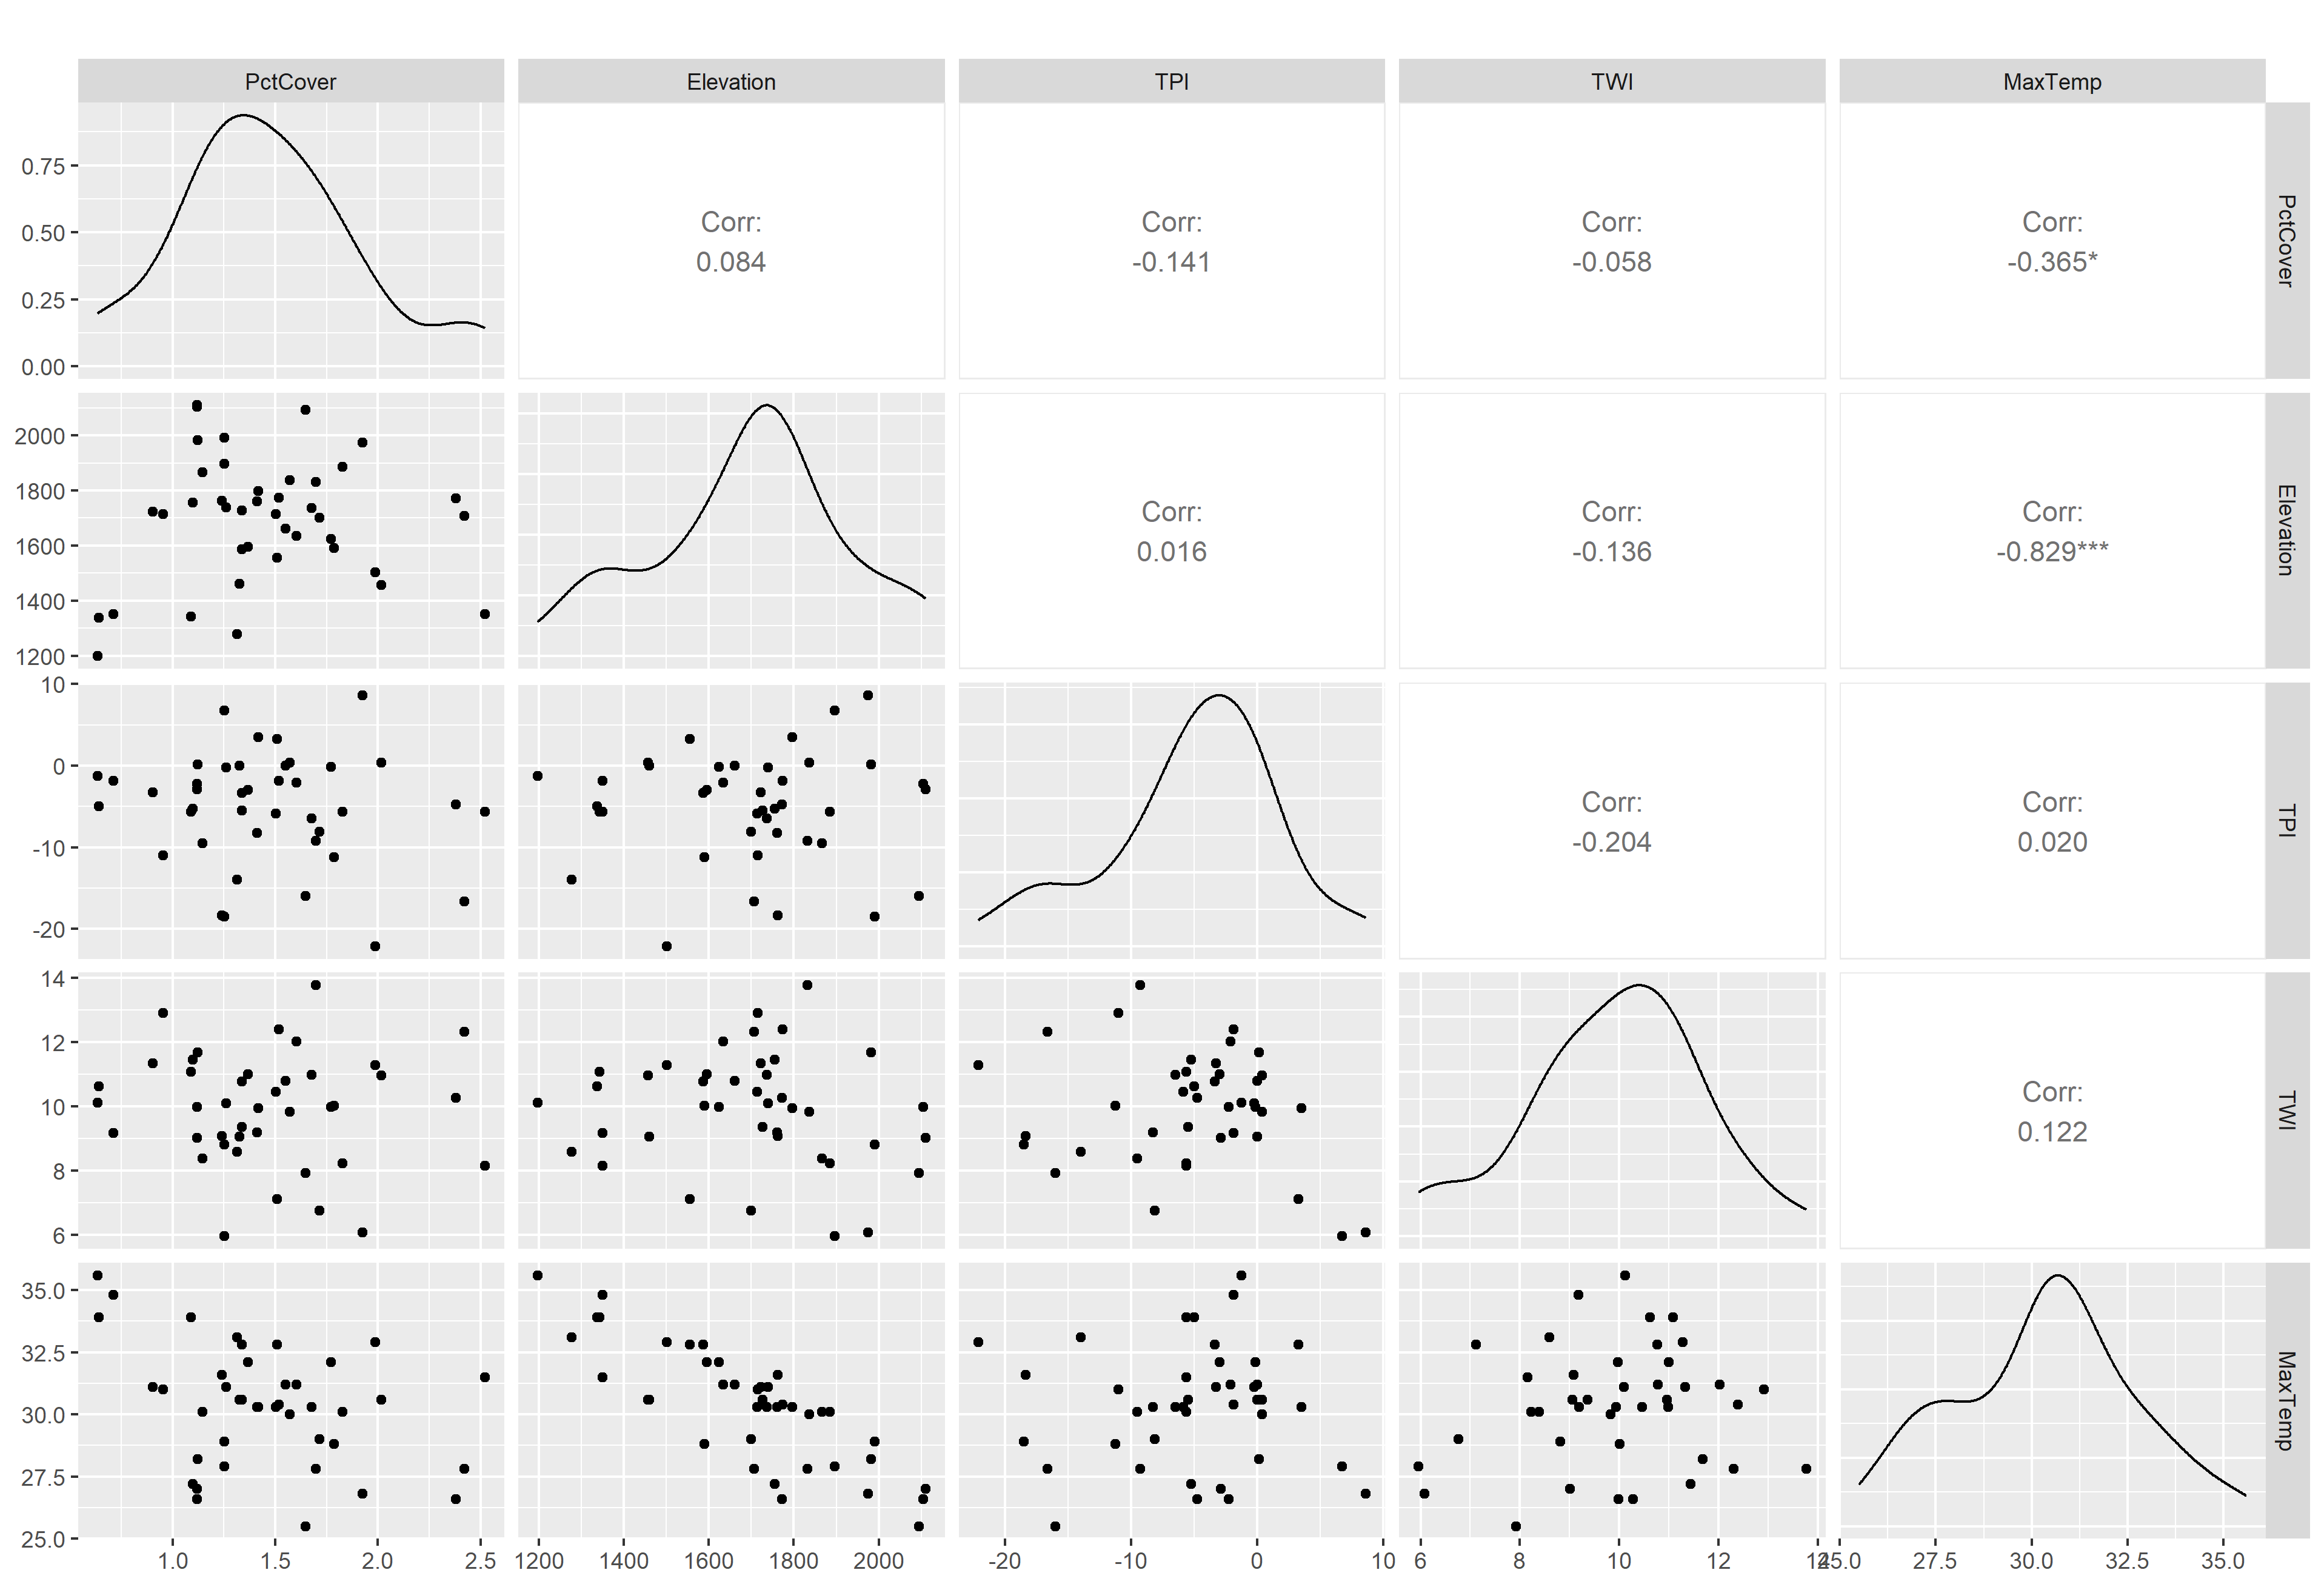 PctCover Elevation TPI TWI MaxTemp
0.75
0.50
0.25
0.00
Corr:
0.084
Corr:
-0.141
Corr:
-0.058
Corr:
-0.365*
PctCover
2000
1800
1600
1400
1200
Corr:
0.016
Corr:
-0.136
Corr:
-0.829***
Elevation
10
0
-10
-20
Corr:
-0.204
Corr:
0.020
TPI
14
12
10
8
6
Corr:
0.122
TWI
35.0
32.5
30.0
27.5
25.0
MaxTemp
1.0 1.5 2.0 2.5 1200 1400 1600 1800 2000 -20 -10 0 10 6 8 10 12 14 25.0 27.5 30.0 32.5 35.0